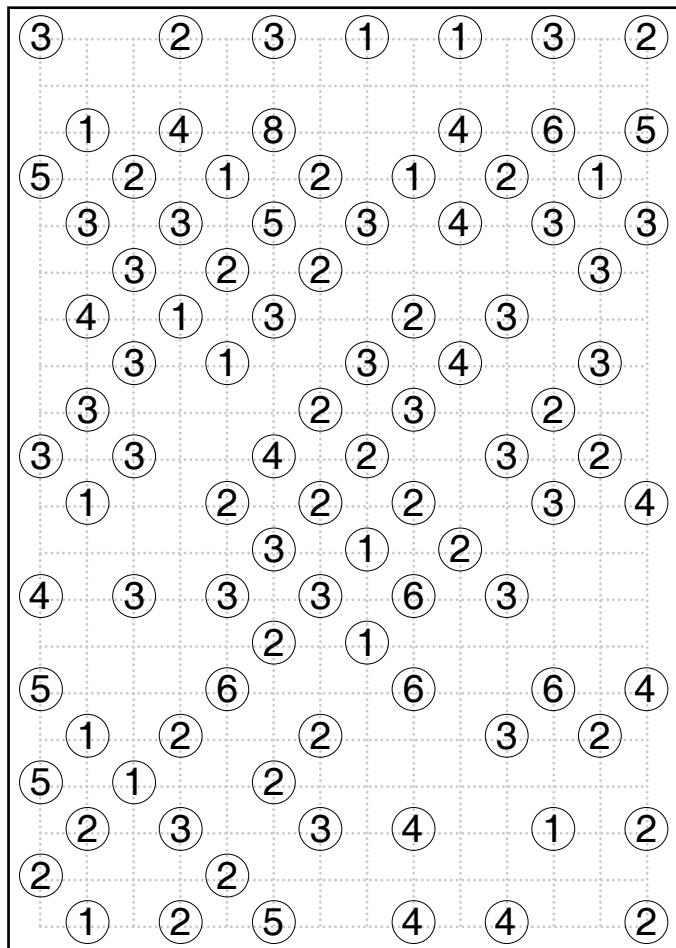 3 2 3 1 1 3 2
1 4 8 4 6 5
5 2 1 2 1 2 1
3 3 5 3 4 3 3
3 2 2 3
4 1 3 2 3
3 1 3 4 3
3 2 3 2
3 3 4 2 3 2
1 2 2 2 3 4
3 1 2
4 3 3 3 6 3
2 1
5 6 6 6 4
1 2 2 3 2
5 1 2
2 3 3 4 1 2
2 2
1 2 5 4 4 2